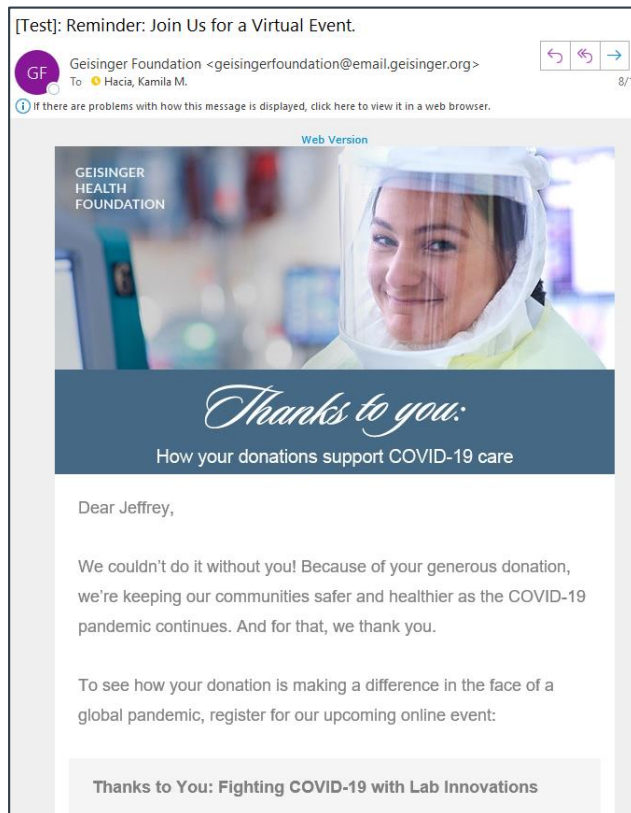 [Test]: Reminder: Join Us for a Virtual Event.
GF
Geisinger Foundation <geisingerfoundation@email.geisinger.org>
To Hacia, Kamila M.
8/
If there are problems with how this message is displayed, click here to view it in a web browser.
Web Version
GEISINGER
HEALTH
FOUNDATION
Thanks to you:
How your donations support COVID-19 care
Dear Jeffrey,
We couldn't do it without you! Because of your generous donation,
we're keeping our communities safer and healthier as the COVID-19
pandemic continues. And for that, we thank you.
To see how your donation is making a difference in the face of a
global pandemic, register for our upcoming online event:
Thanks to You: Fighting COVID-19 with Lab Innovations